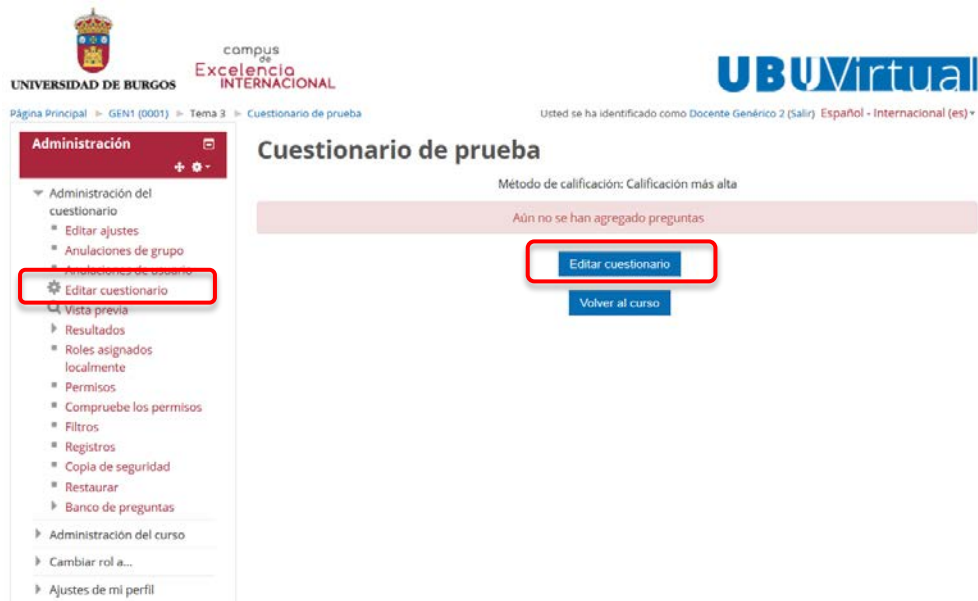 UNIVERSIDAD DE BURGOS
campus
de
Excelencia
INTERNACIONAL
UBUVirtual
Página Principal ► GEN1 (0001) ► Tema 3 ► Cuestionario de prueba
Usted se ha identificado como Docente Genérico 2 (Salir) Español - Internacional (es)
Administración
Administración del
cuestionario
Editar ajustes
Anulaciones de grupo
Anulaciones de usuario
Editar cuestionario
Vista previa
Resultados
Roles asignados
localmente
Permisos
Compruebe los permisos
Filtros
Registros
Copia de seguridad
Restaurar
Banco de preguntas
Administración del curso
Cambiar rol a...
Ajustes de mi perfil
Cuestionario de prueba
Método de calificación: Calificación más alta
Aún no se han agregado preguntas
Editar cuestionario
Volver al curso